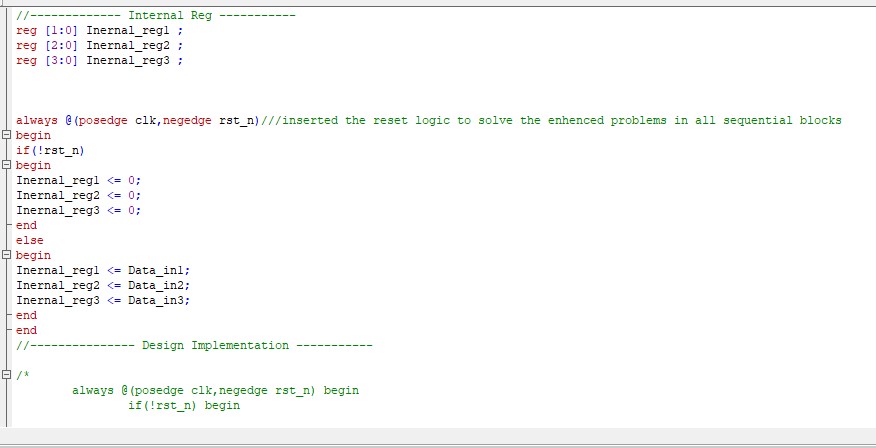 //------------- Internal Reg -----------
reg [1:0] Inernal_reg1 ;
reg [2:0] Inernal_reg2 ;
reg [3:0] Inernal_reg3 ;
always @(posedge clk,negedge rst_n)///inserted the reset logic to solve the enhenced problems in all sequential blocks
begin
if(!rst_n)
begin
Inernal_reg1 <= 0;
Inernal_reg2 <= 0;
Inernal_reg3 <= 0;
end
else
begin
Inernal_reg1 <= Data_in1;
Inernal_reg2 <= Data_in2;
Inernal_reg3 <= Data_in3;
end
end
//--------------- Design Implementation -----------
/*
always @(posedge clk,negedge rst_n) begin
if(!rst_n) begin